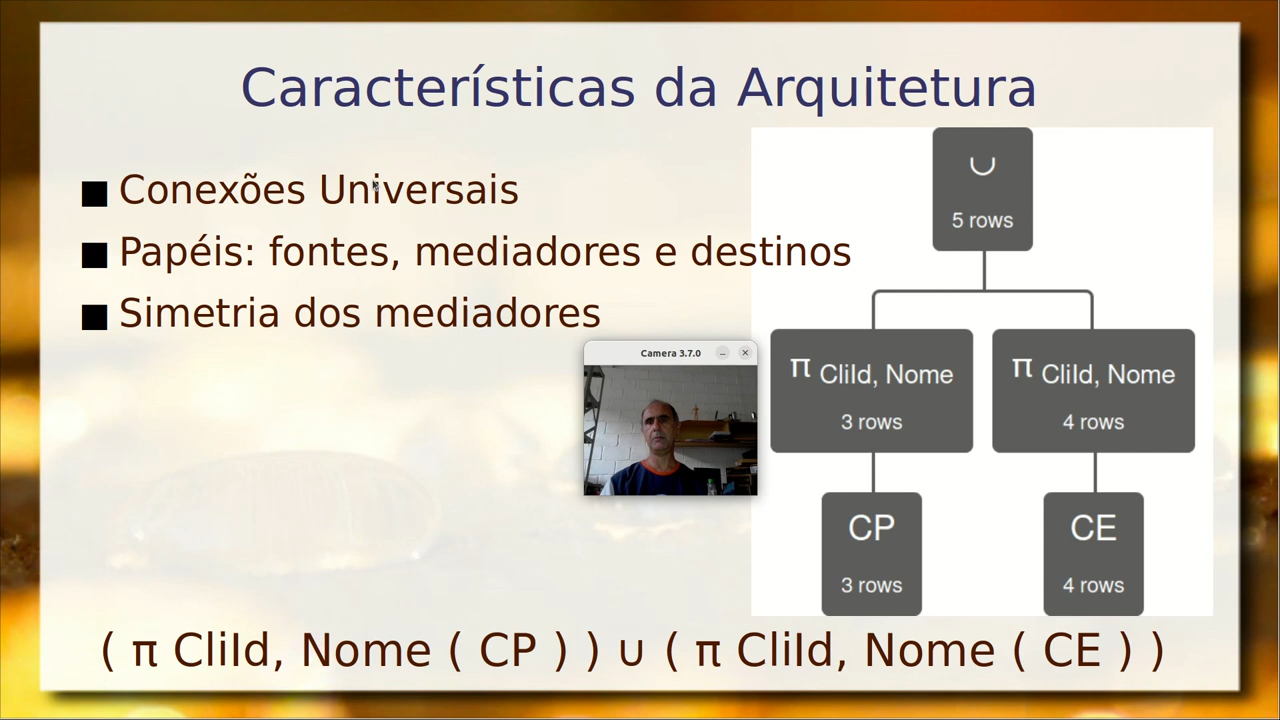 Características da Arquitetura
Conexões Universais
Papéis: fontes, mediadores e destinos
Simetria dos mediadores
Camera 3.7.0
∪
5 rows
π CliId, Nome
3 rows
π CliId, Nome
4 rows
CP
3 rows
CE
4 rows
( π CliId, Nome ( CP ) ) ∪ ( π CliId, Nome ( CE ) )